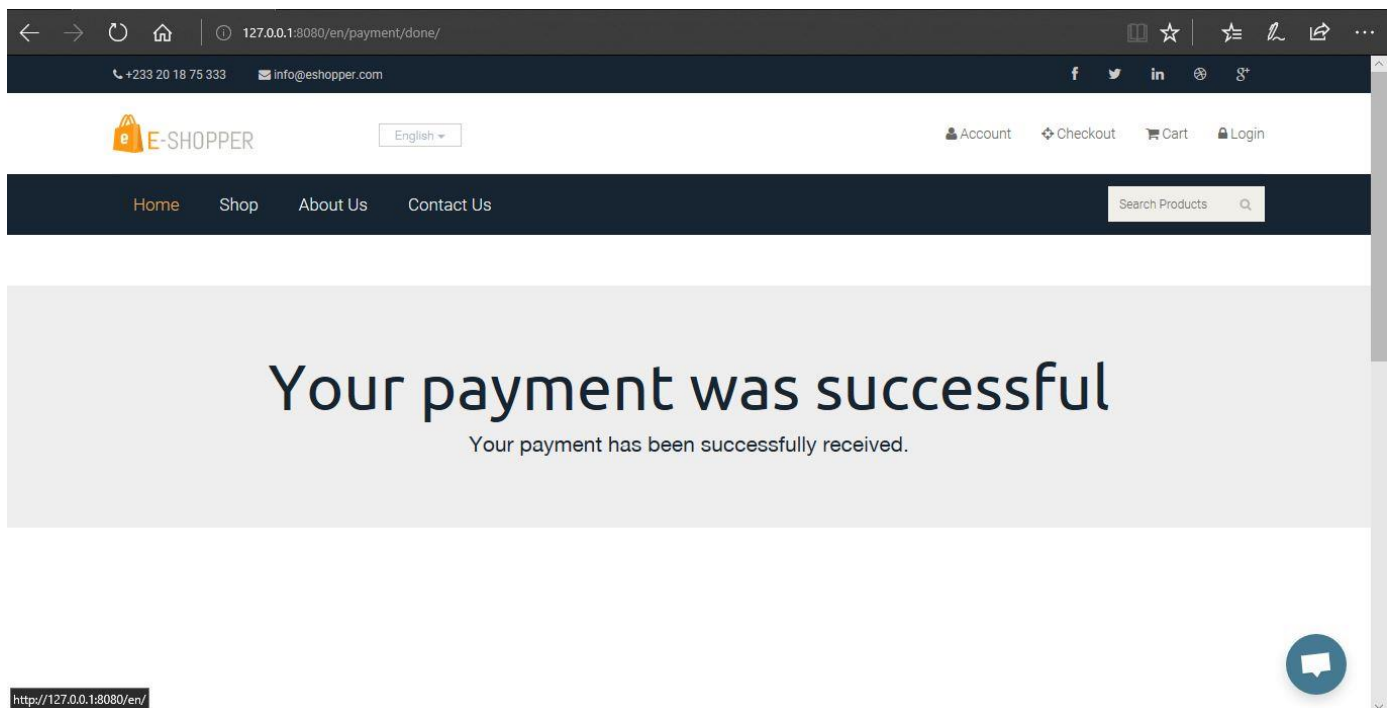 127.0.0.1:8080/en/payment/done/
+233 20 18 75 333 info@eshopper.com
e E-SHOPPER English Account Checkout Cart Login
Home Shop About Us Contact Us Search Products
Your payment was successful
Your payment has been successfully received.
http://127.0.0.1:8080/en/